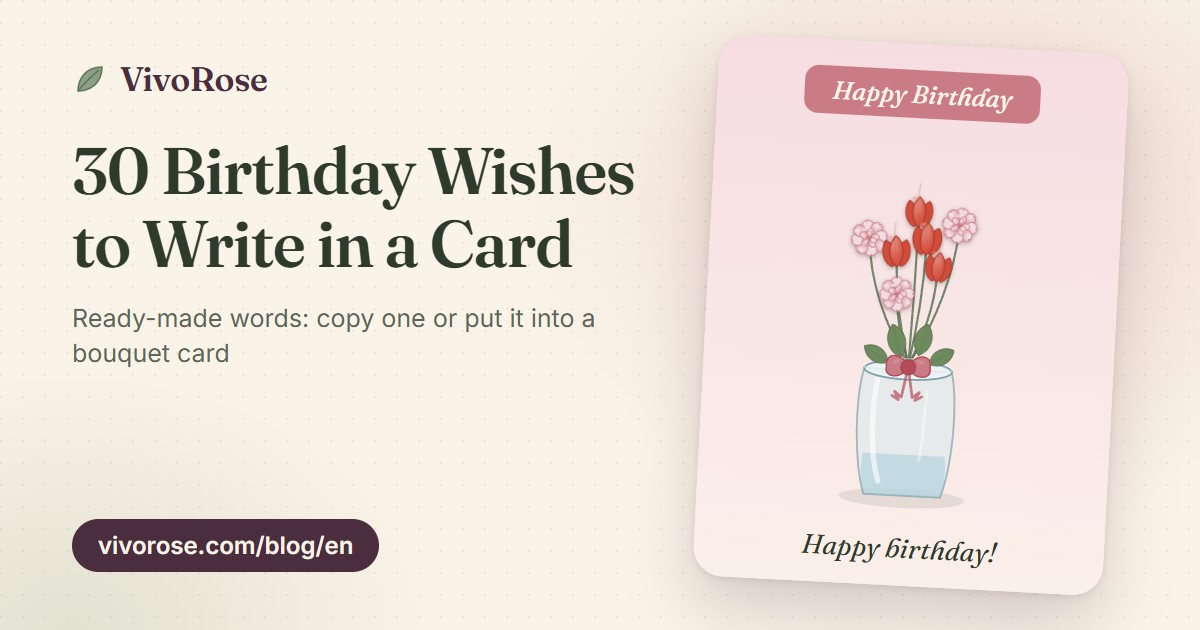 VivoRose
30 Birthday Wishes
to Write in a Card
Ready-made words: copy one or put it into a
bouquet card
vivorose.com/blog/en
Happy Birthday
Happy birthday!